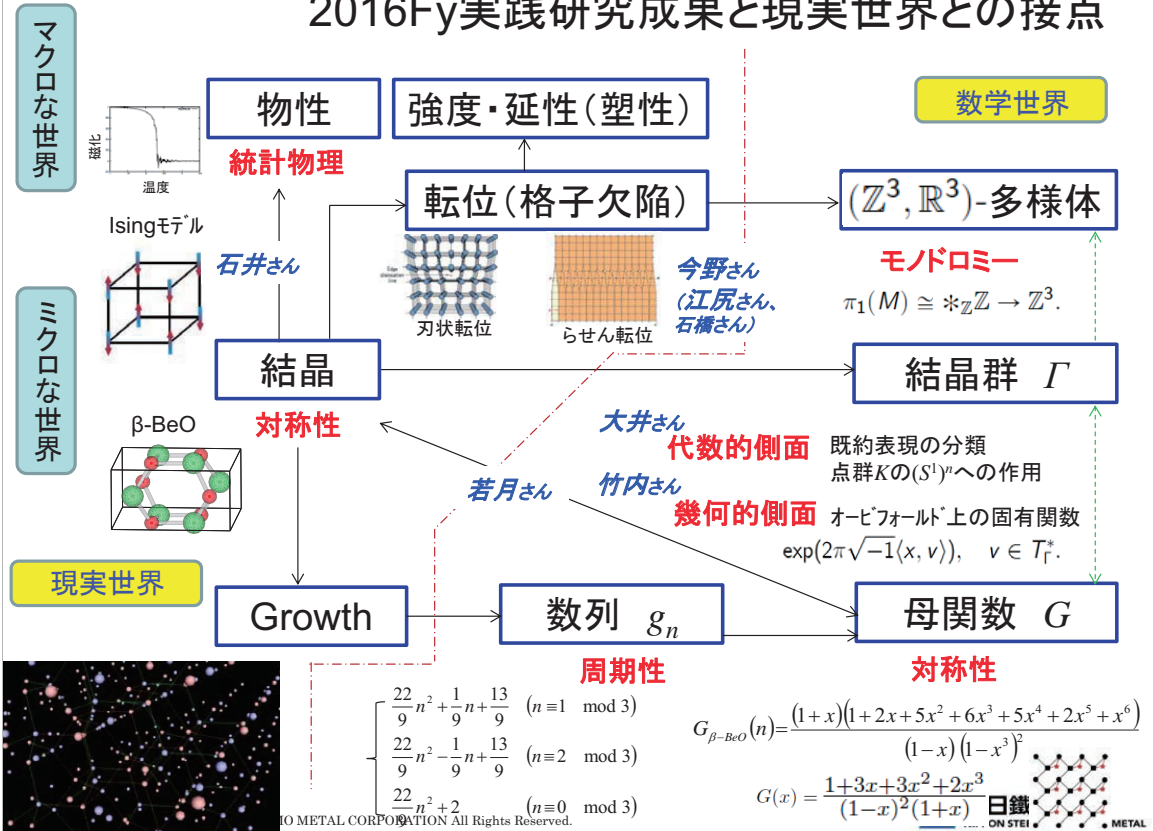 2016Fy実践研究成果と現実世界との接点
マクロな世界
物性
強度・延性(塑性)
数学世界
磁化
温度
統計物理
転位(格子欠陥)
(ℤ³, ℝ³)-多様体
Isingモデル
石井さん
今野さん
(江尻さん、
石橋さん)
モノドロミー
π₁(M) ≅ *_ℤ ℤ → ℤ³.
刃状転位
らせん転位
ミクロな世界
結晶
結晶群 Γ
対称性
β-BeO
大井さん
代数的側面
既約表現の分類
点群Kの(S¹)ⁿへの作用
若月さん
竹内さん
幾何的側面
オービフォールド上の固有関数
exp(2π√−1⟨x, v⟩), v ∈ T*_Γ.
現実世界
Growth
数列 gₙ
母関数 G
周期性
対称性
22/9 n² + 1/9 n + 13/9 (n ≡ 1 mod 3)
22/9 n² − 1/9 n + 13/9 (n ≡ 2 mod 3)
22/9 n² + 2 (n ≡ 0 mod 3)
G_{β−BeO}(n) = (1+x)(1+2x+5x²+6x³+5x⁴+2x⁵+x⁶) / (1−x)(1−x³)²
G(x) = (1+3x+3x²+2x³) / (1−x)²(1+x)
日鐵
METAL
METAL CORPORATION All Rights Reserved.